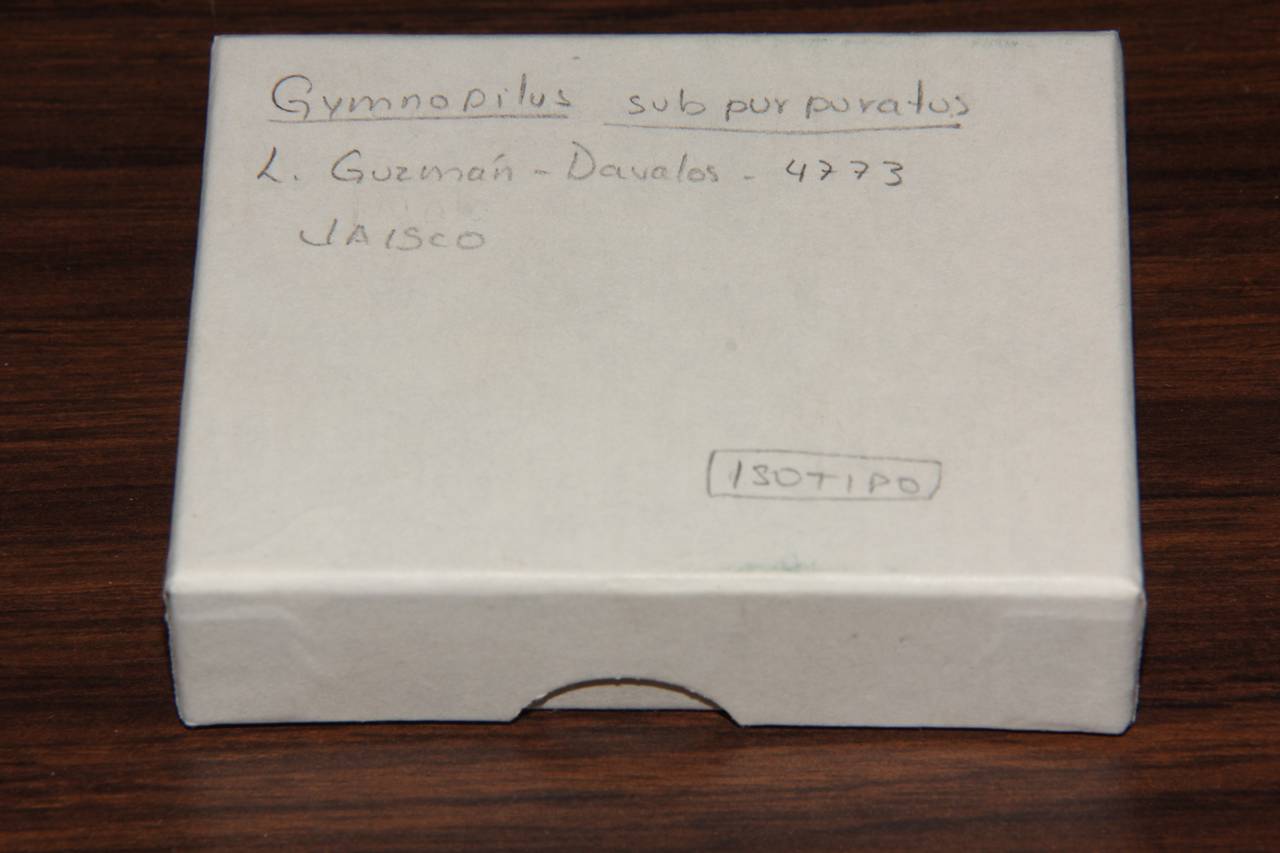 Gymnopilus subpurpuratus
L. Guzmán - Davalos - 4773
JAISCO
ISOTIPO